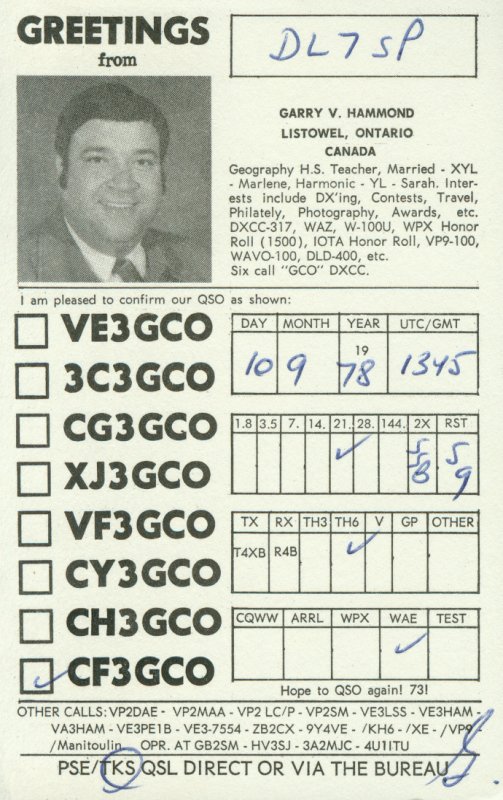 GREETINGS
from
DL7SP
GARRY V. HAMMOND
LISTOWEL, ONTARIO
CANADA
Geography H.S. Teacher, Married - XYL
- Marlene, Harmonic - YL - Sarah. Inter-
ests include DX'ing, Contests, Travel,
Philately, Photography, Awards, etc.
DXCC-317, WAZ, W-100U, WPX Honor
Roll (1500), IOTA Honor Roll, VP9-100,
WAVO-100, DLD-400, etc.
Six call "GCO" DXCC.
I am pleased to confirm our QSO as shown:
VE3GCO
3C3GCO
CG3GCO
XJ3GCO
VF3GCO
CY3GCO
CH3GCO
CF3GCO
DAY MONTH YEAR UTC/GMT
10 9 19 78 1345
1.8 3.5 7. 14. 21. 28. 144. 2X RST
✓ SSB 59
TX RX TH3 TH6 V GP OTHER
T4XB R4B ✓
CQWW ARRL WPX WAE TEST
✓
Hope to QSO again! 73!
OTHER CALLS: VP2DAE - VP2MAA - VP2 LC/P - VP2SM - VE3LSS - VE3HAM -
VA3HAM - VE3PE1B - VE3-7554 - ZB2CX - 9Y4VE - /KH6 - /XE - /VP9 -
/Manitoulin. OPR. AT GB2SM - HV3SJ - 3A2MJC - 4U1ITU
PSE/TKS QSL DIRECT OR VIA THE BUREAU